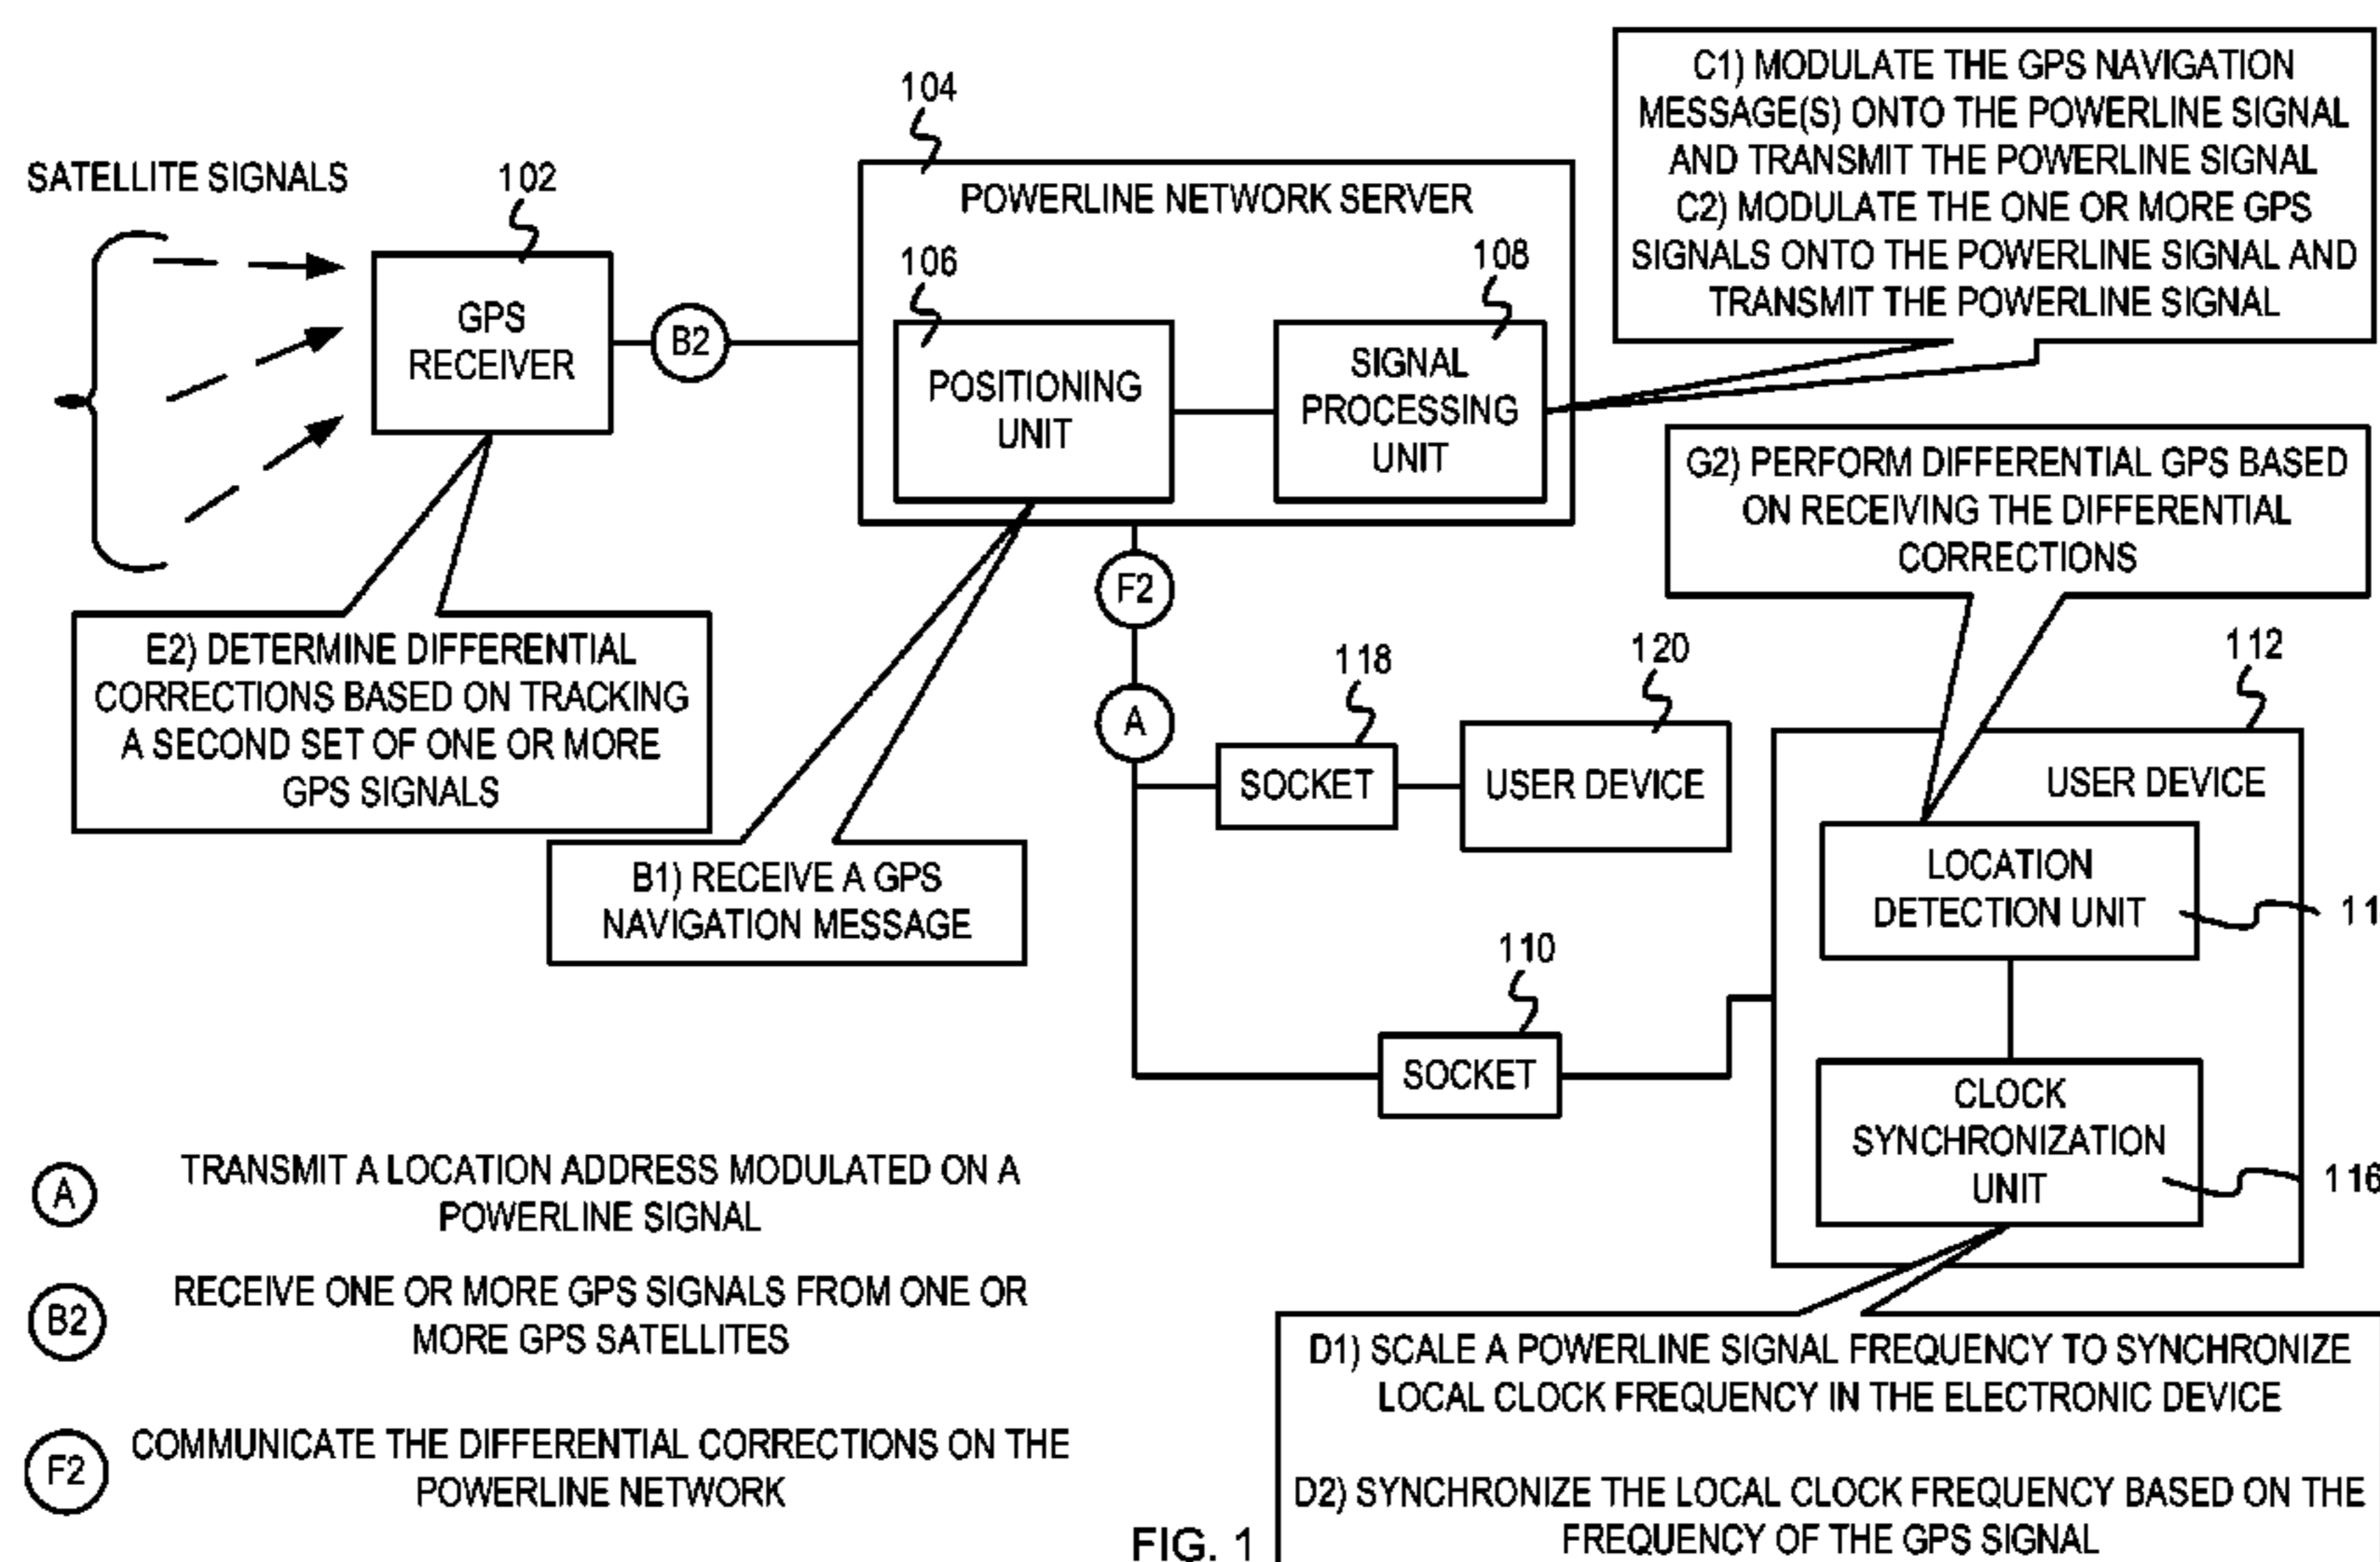 C1) MODULATE THE GPS NAVIGATION
MESSAGE(S) ONTO THE POWERLINE SIGNAL
AND TRANSMIT THE POWERLINE SIGNAL
C2) MODULATE THE ONE OR MORE GPS
SIGNALS ONTO THE POWERLINE SIGNAL AND
TRANSMIT THE POWERLINE SIGNAL
104
SATELLITE SIGNALS
102
POWERLINE NETWORK SERVER
106
108
GPS
RECEIVER
B2
POSITIONING
UNIT
SIGNAL
PROCESSING
UNIT
G2) PERFORM DIFFERENTIAL GPS BASED
ON RECEIVING THE DIFFERENTIAL
CORRECTIONS
F2
E2) DETERMINE DIFFERENTIAL
CORRECTIONS BASED ON TRACKING
A SECOND SET OF ONE OR MORE
GPS SIGNALS
A
118
120
112
SOCKET
USER DEVICE
USER DEVICE
B1) RECEIVE A GPS
NAVIGATION MESSAGE
LOCATION
DETECTION UNIT
11
110
SOCKET
CLOCK
SYNCHRONIZATION
UNIT
116
A
TRANSMIT A LOCATION ADDRESS MODULATED ON A
POWERLINE SIGNAL
B2
RECEIVE ONE OR MORE GPS SIGNALS FROM ONE OR
MORE GPS SATELLITES
F2
COMMUNICATE THE DIFFERENTIAL CORRECTIONS ON THE
POWERLINE NETWORK
D1) SCALE A POWERLINE SIGNAL FREQUENCY TO SYNCHRONIZE
LOCAL CLOCK FREQUENCY IN THE ELECTRONIC DEVICE
D2) SYNCHRONIZE THE LOCAL CLOCK FREQUENCY BASED ON THE
FREQUENCY OF THE GPS SIGNAL
FIG. 1